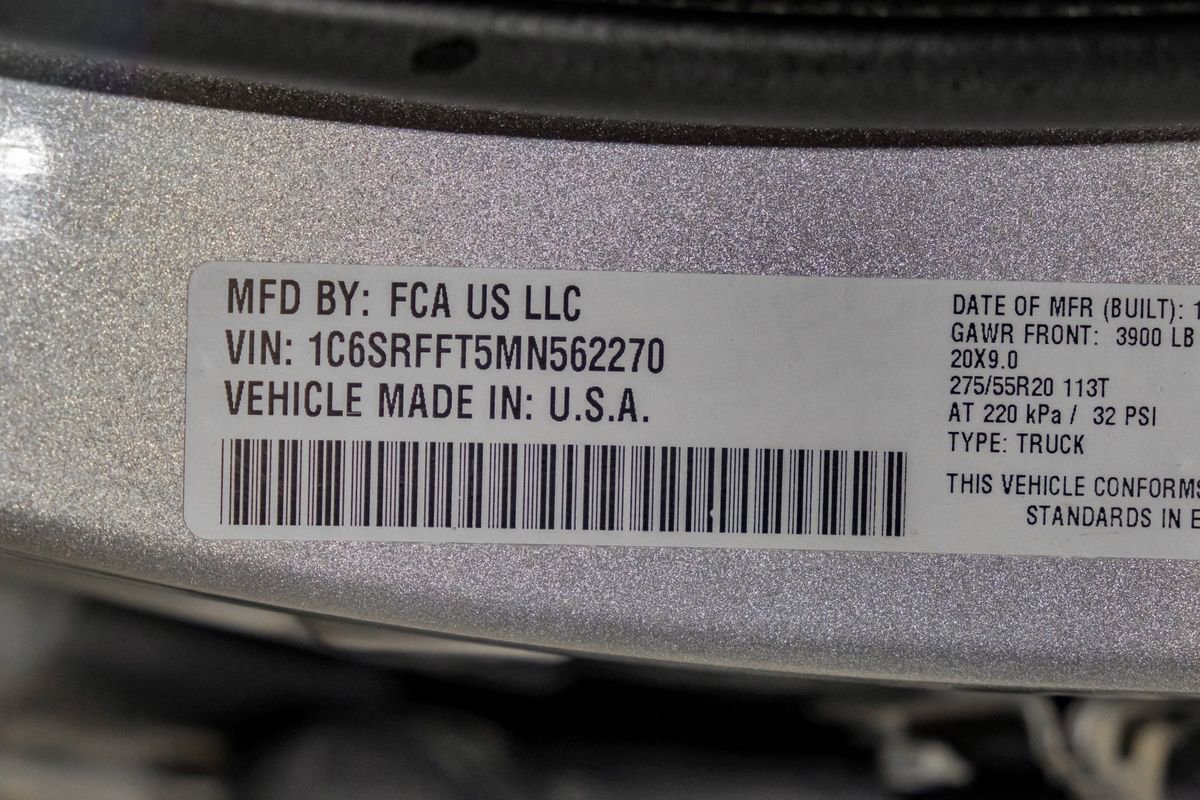 MFD BY: FCA US LLC
VIN: 1C6SRFFT5MN562270
VEHICLE MADE IN: U.S.A.
DATE OF MFR (BUILT): 1
GAWR FRONT: 3900 LB
20X9.0
275/55R20 113T
AT 220 kPa / 32 PSI
TYPE: TRUCK
THIS VEHICLE CONFORMS
STANDARDS IN E